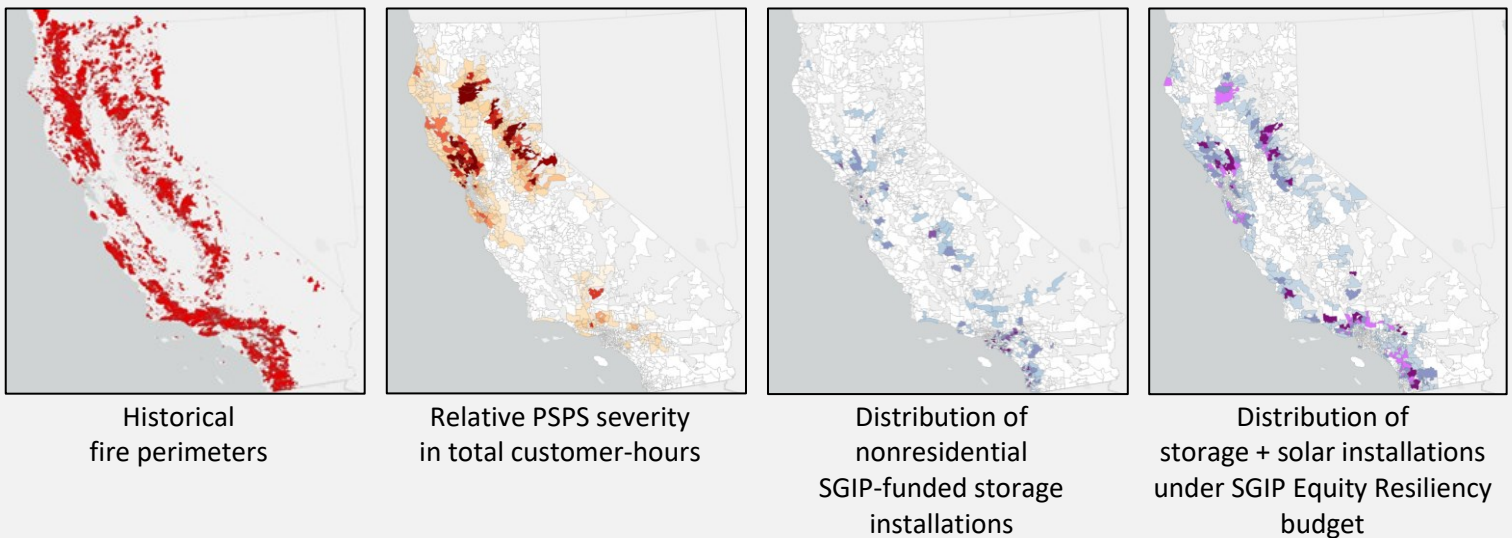 Historical
fire perimeters
Relative PSPS severity
in total customer-hours
Distribution of
nonresidential
SGIP-funded storage
installations
Distribution of
storage + solar installations
under SGIP Equity Resiliency
budget